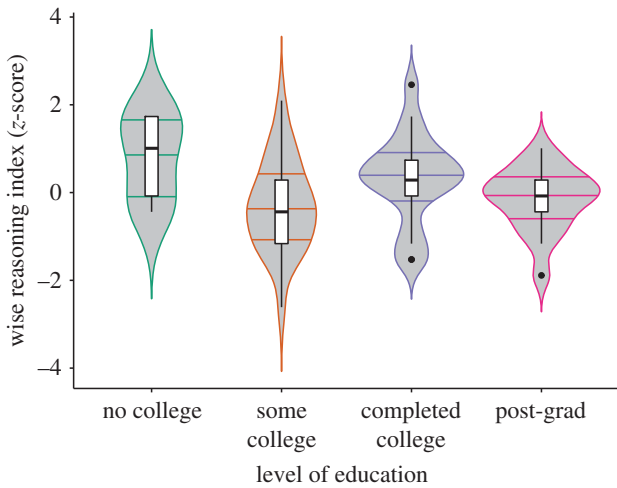 wise reasoning index (z-score)
4
2
0
–2
–4
no college
some
college
completed
college
post-grad
level of education